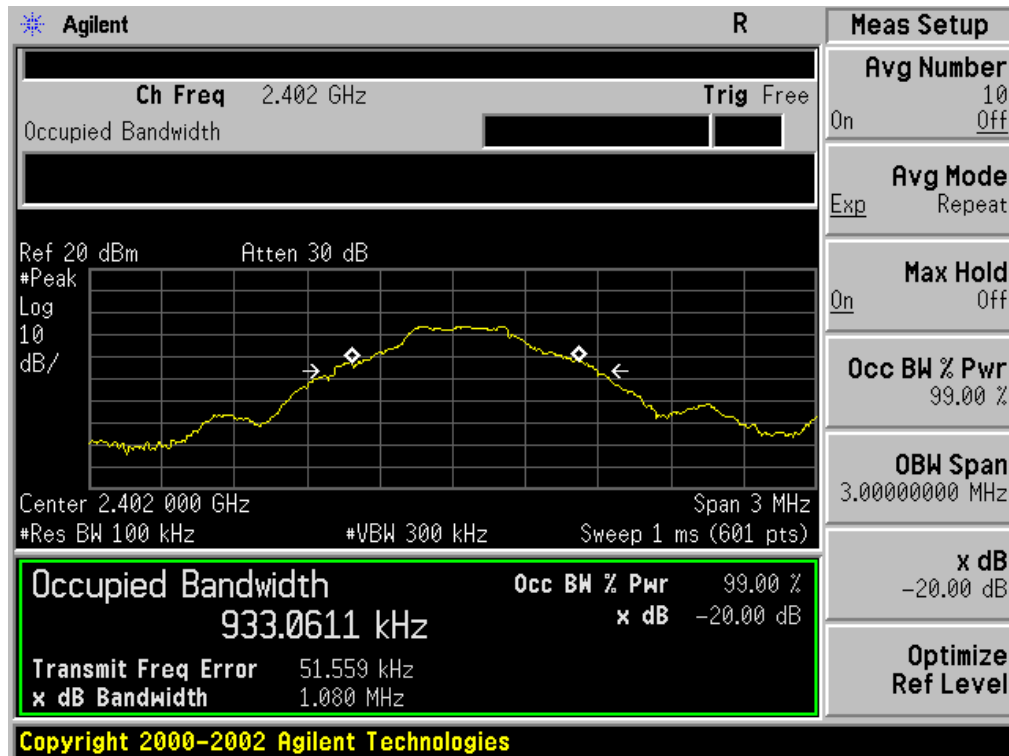 Agilent R
Ch Freq 2.402 GHz Trig Free
Occupied Bandwidth
Ref 20 dBm Atten 30 dB
#Peak
Log
10
dB/
Center 2.402 000 GHz Span 3 MHz
#Res BW 100 kHz #VBW 300 kHz Sweep 1 ms (601 pts)
Occupied Bandwidth Occ BW % Pwr 99.00 %
933.0611 kHz x dB -20.00 dB
Transmit Freq Error 51.559 kHz
x dB Bandwidth 1.080 MHz
Copyright 2000-2002 Agilent Technologies
Meas Setup
Avg Number
10
On Off
Avg Mode
Exp Repeat
Max Hold
On Off
Occ BW % Pwr
99.00 %
OBW Span
3.00000000 MHz
x dB
-20.00 dB
Optimize
Ref Level